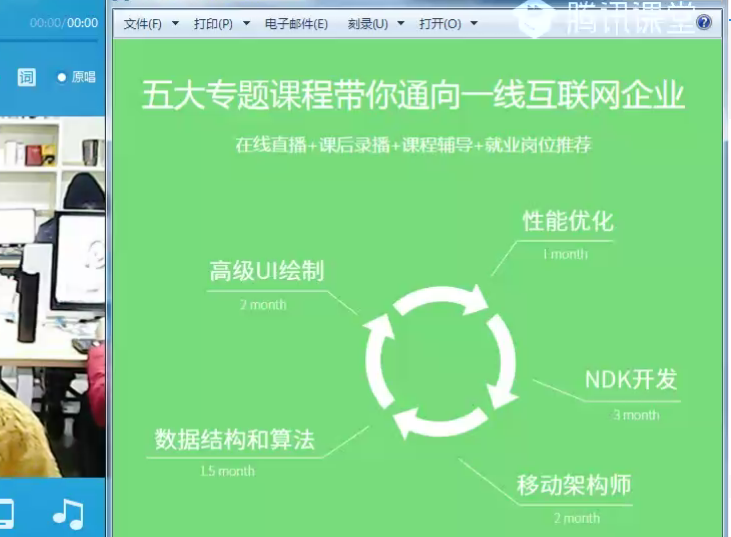 00:00/00:00
词 原唱
文件(F) 打印(P) 电子邮件(E) 刻录(U) 打开(O)
腾讯课堂
五大专题课程带你通向一线互联网企业
在线直播+课后录播+课程辅导+就业岗位推荐
性能优化
1 month
高级UI绘制
2 month
NDK开发
3 month
数据结构和算法
1.5 month
移动架构师
2 month